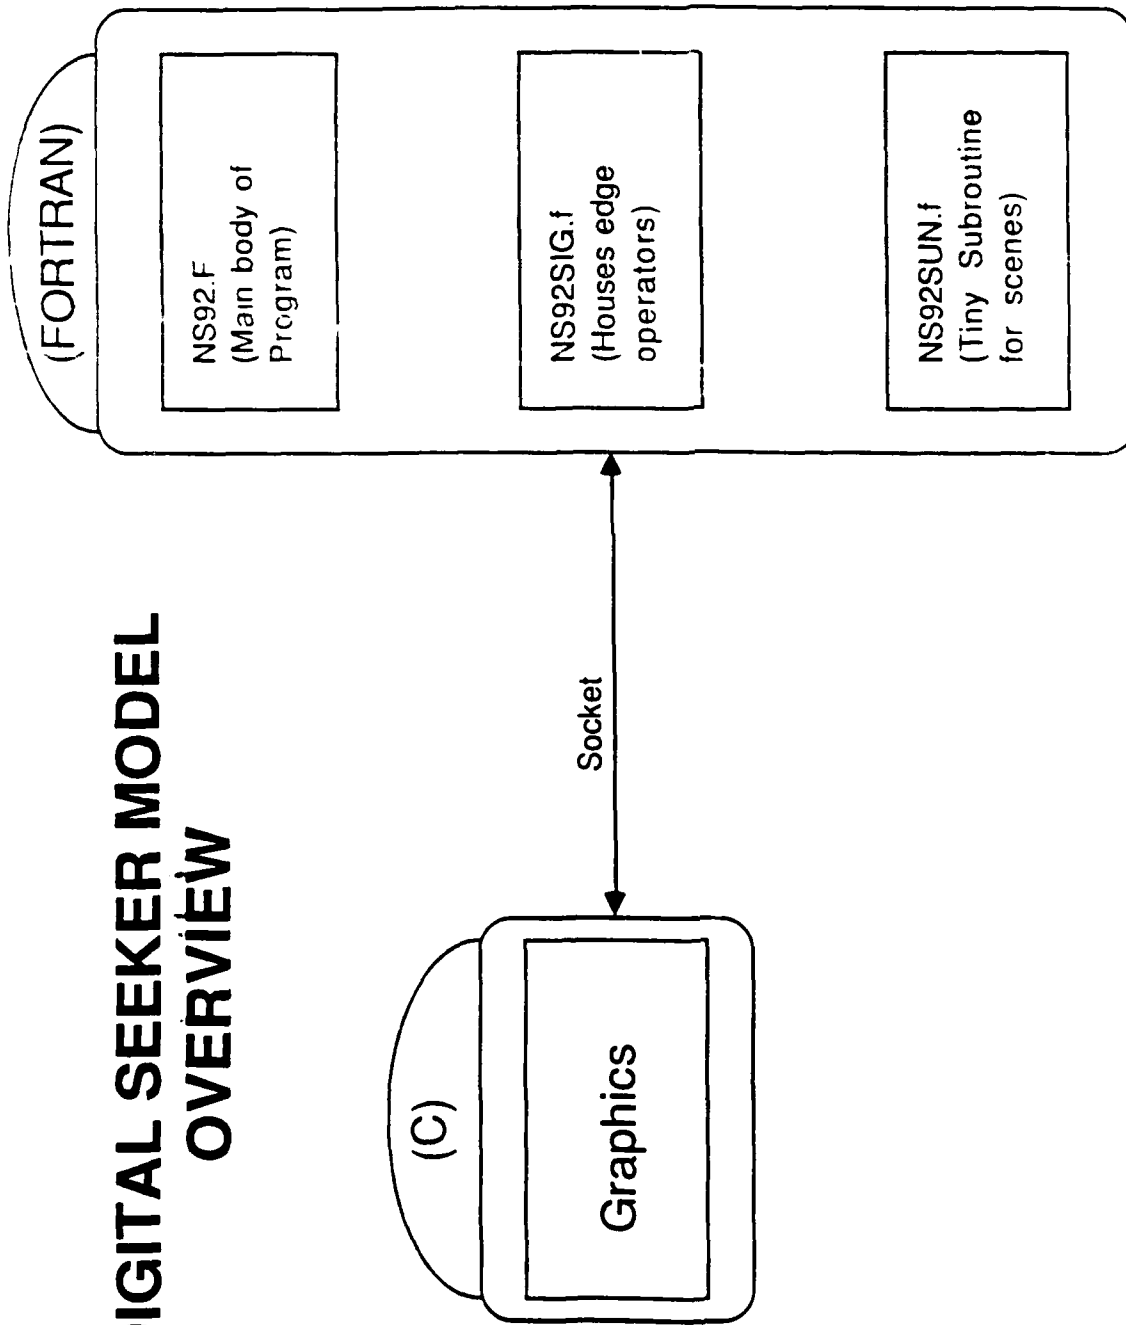 DIGITAL SEEKER MODEL
OVERVIEW
(C)
Graphics
Socket
(FORTRAN)
NS92.F
(Main body of
Program)
NS92SIG.f
(Houses edge
operators)
NS92SUN.f
(Tiny Subroutine
for scenes)